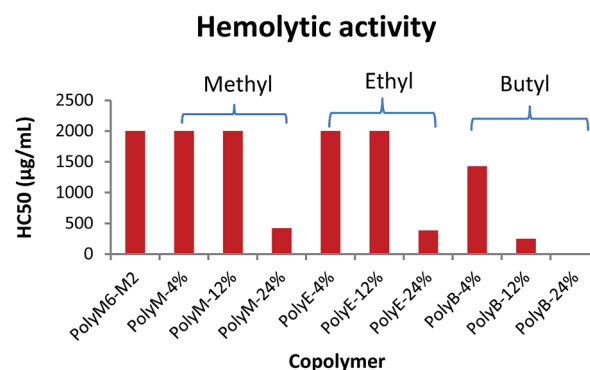 Hemolytic activity
Methyl
Ethyl
Butyl
HC50 (µg/mL)
2500
2000
1500
1000
500
0
PolyM6-M2
PolyM-4%
PolyM-12%
PolyM-24%
PolyE-4%
PolyE-12%
PolyE-24%
PolyB-4%
PolyB-12%
PolyB-24%
Copolymer